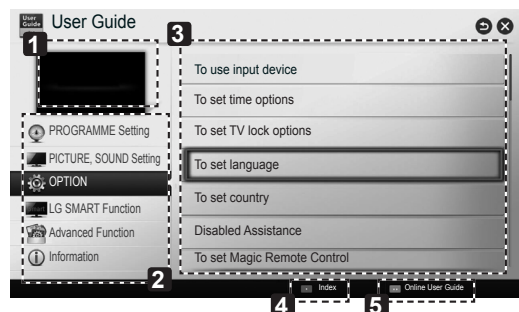 User Guide
User Guide
1
3
To use input device
To set time options
To set TV lock options
To set language
To set country
Disabled Assistance
To set Magic Remote Control
PROGRAMME Setting
PICTURE, SOUND Setting
OPTION
LG SMART Function
Advanced Function
Information
2
Index
Online User Guide
4
5